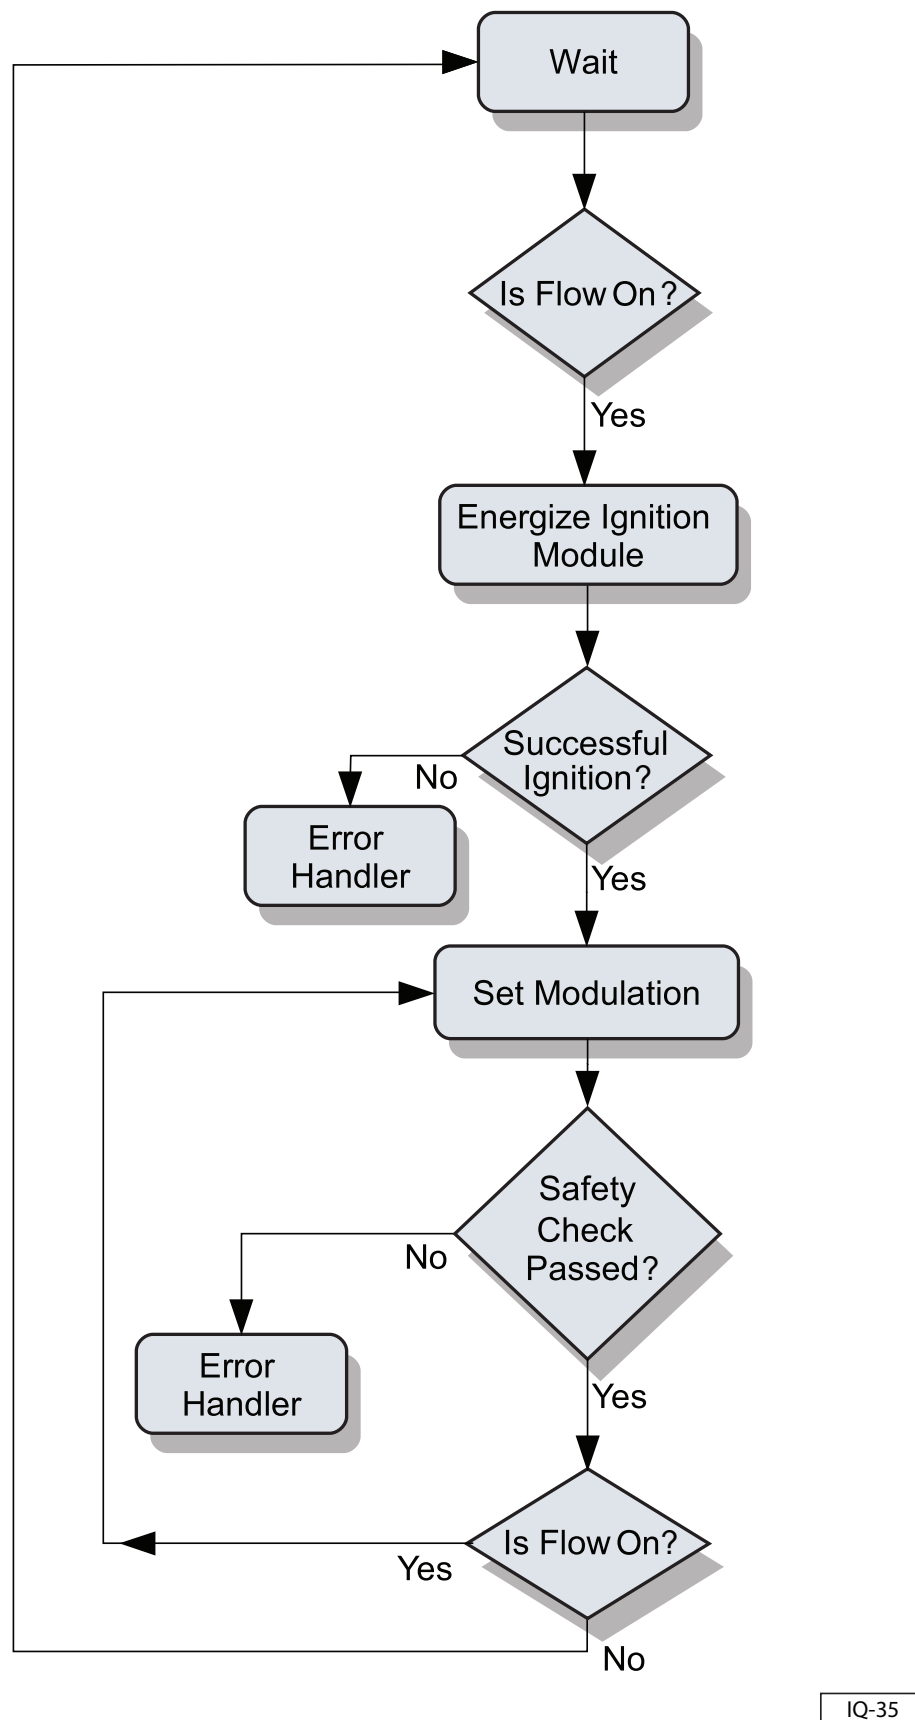 Wait
Is Flow On?
Yes
Energize Ignition
Module
Successful
Ignition?
No
Error
Handler
Yes
Set Modulation
Safety
Check
Passed?
No
Error
Handler
Yes
Is Flow On?
Yes
No
IQ-35